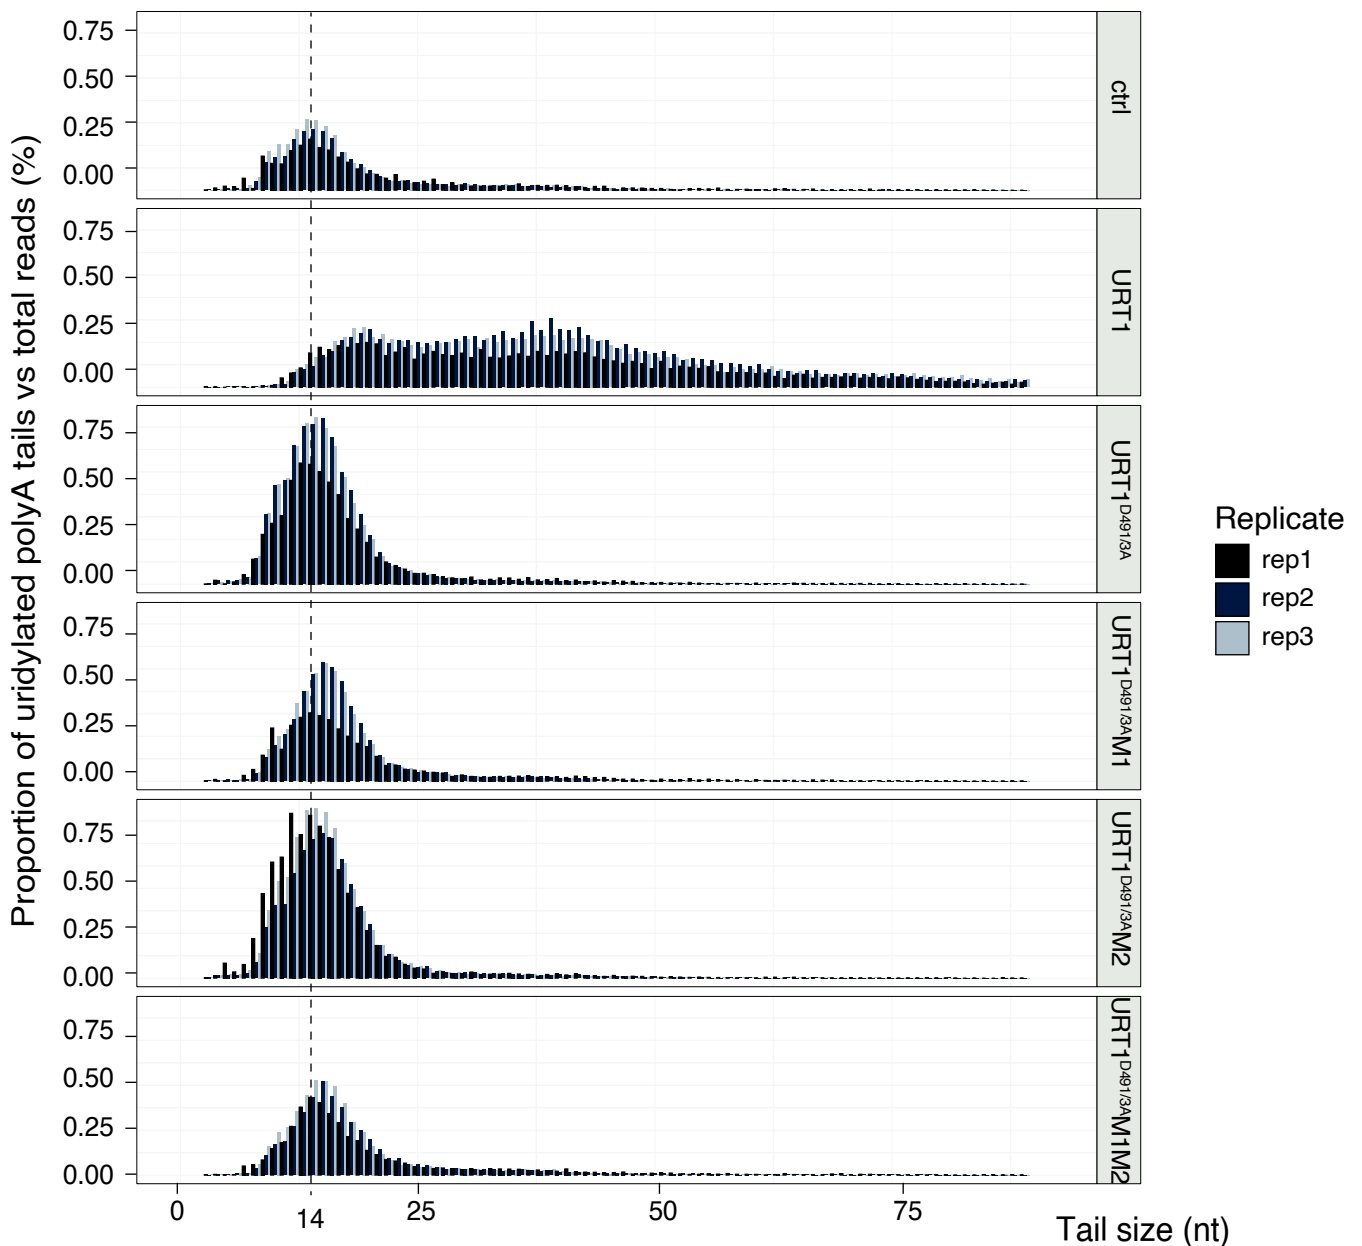 Proportion of uridylated polyA tails vs total reads (%)
0.75
0.50
0.25
0.00
ctrl
0.75
0.50
0.25
0.00
URT1
0.75
0.50
0.25
0.00
URT1D491/3A
0.75
0.50
0.25
0.00
URT1D491/3AM1
0.75
0.50
0.25
0.00
URT1D491/3AM2
0.75
0.50
0.25
0.00
URT1D491/3AM1M2
0 14 25 50 75
Tail size (nt)
Replicate
rep1
rep2
rep3